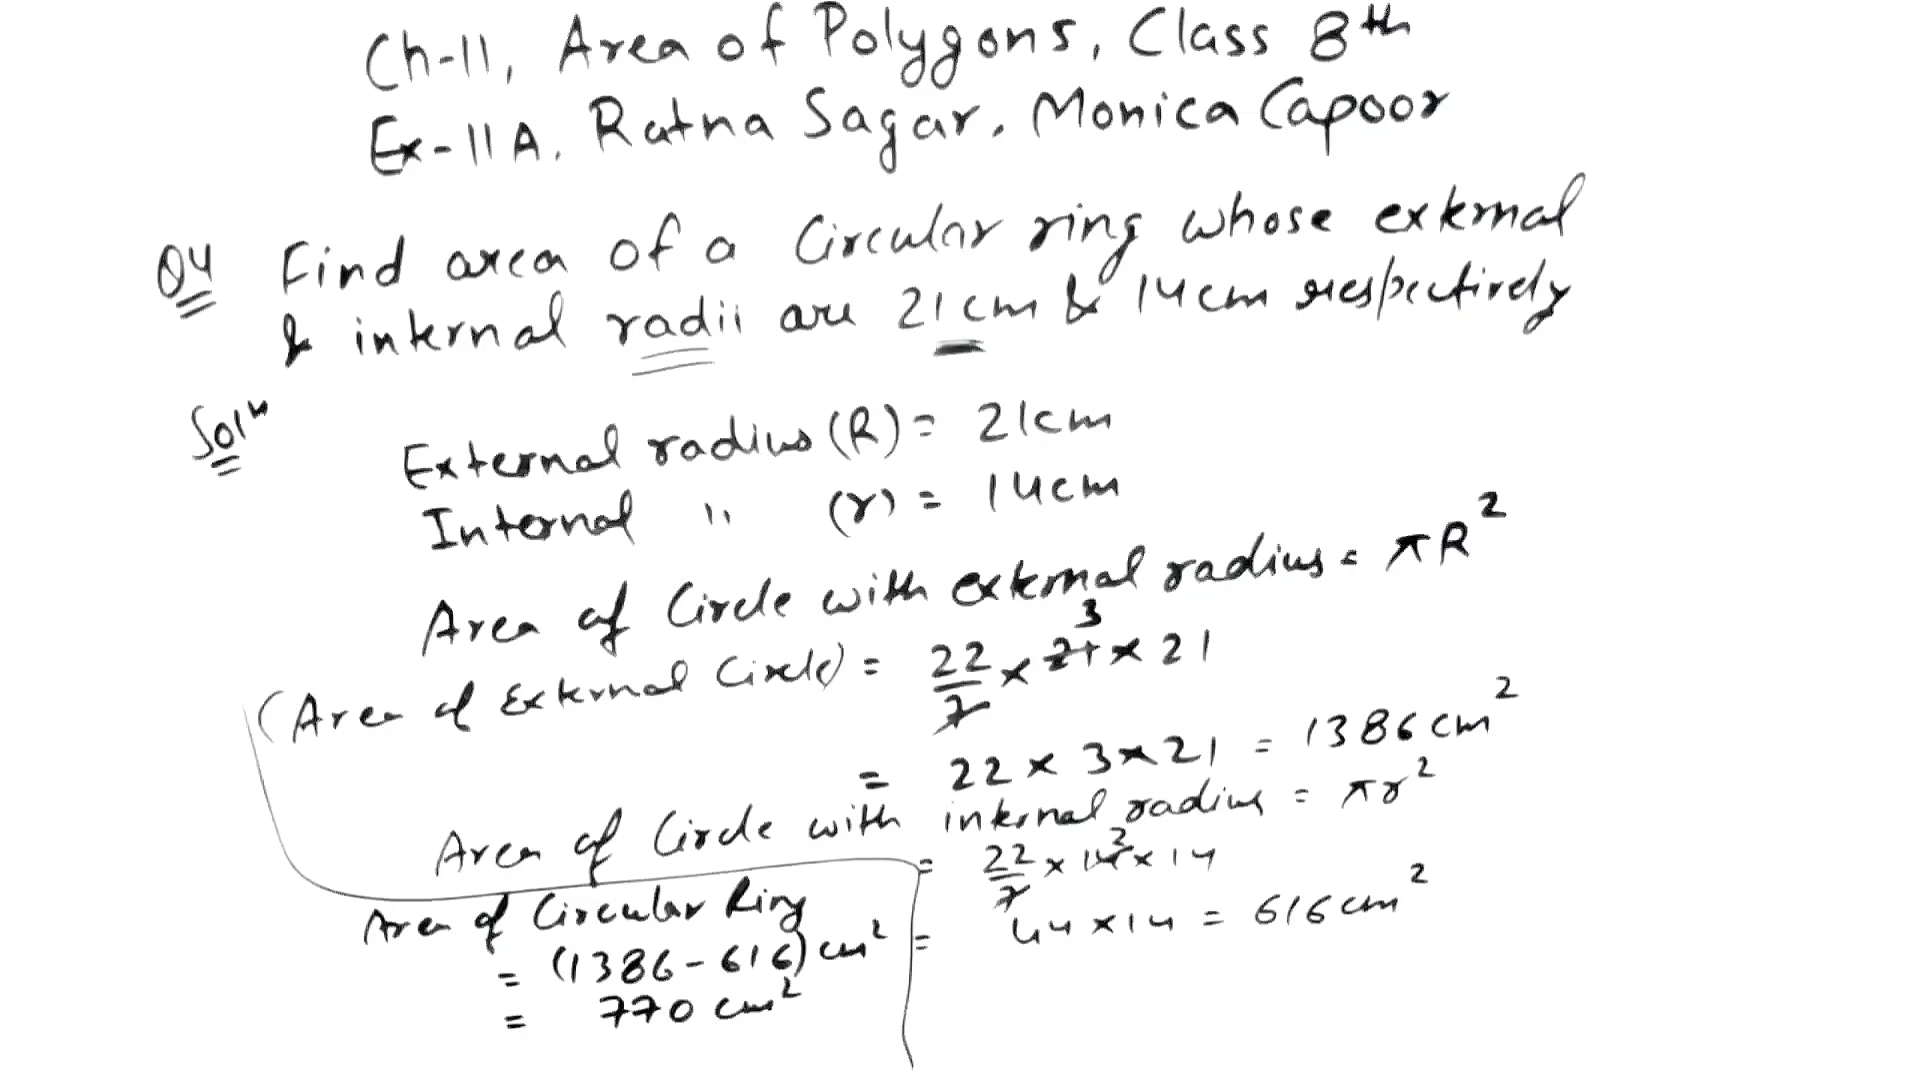 Ch-11, Area of Polygons, Class 8th
Ex-11A, Ratna Sagar, Monica Capoor
Q4 Find area of a Circular ring whose external
& internal radii are 21cm & 14cm respectively
Soln
External radius (R) = 21cm
Internal " (r) = 14cm
Area of Circle with external radius = πR²
(Area of External Circle) = 22/7 × 21 3 × 21
= 22 × 3 × 21 = 1386 cm²
Area of Circle with internal radius = πr²
= 22/7 × 14 2 × 14
= 44 × 14 = 616 cm²
Area of Circular Ring
= (1386 - 616) cm²
= 770 cm²